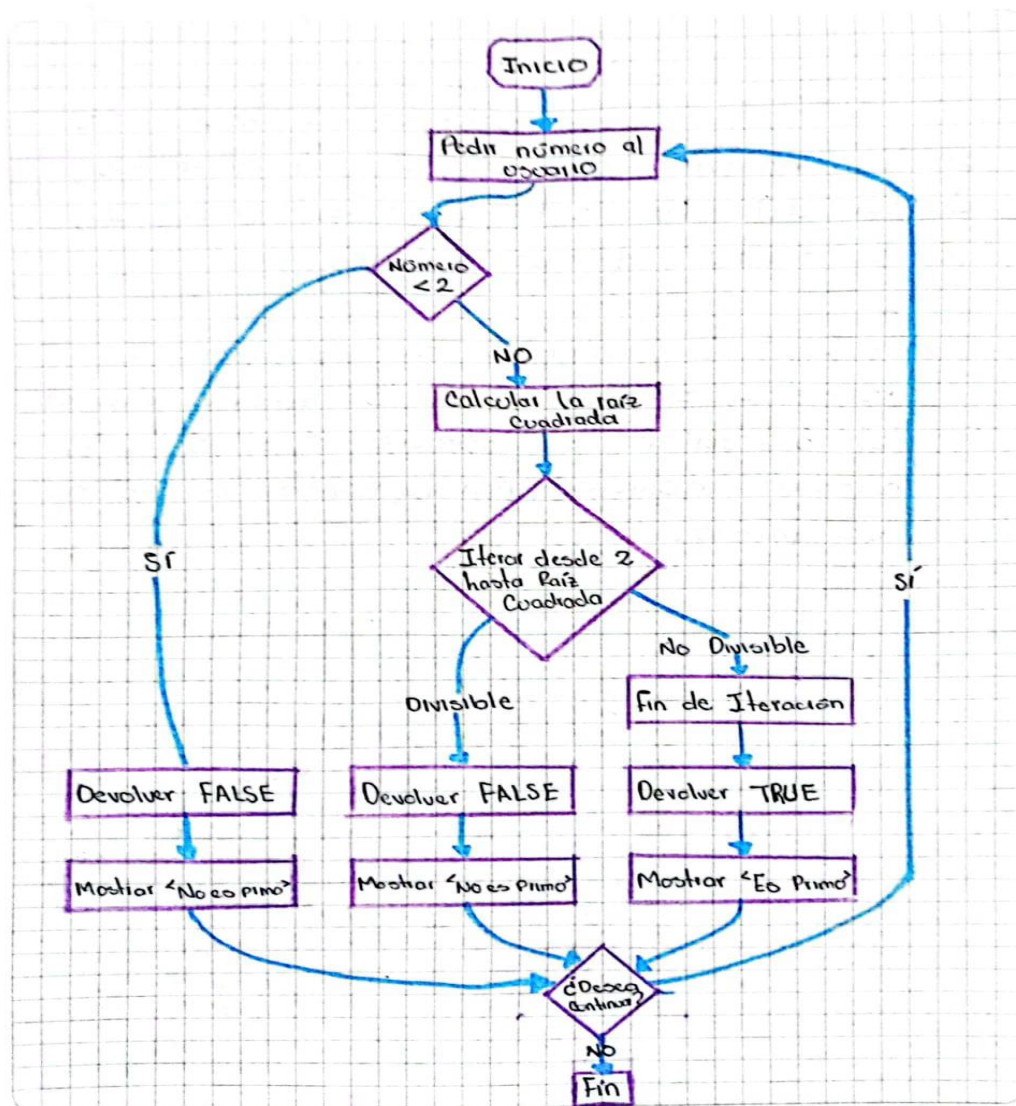 Inicio
Pedir número al
usuario
Número
<2
NO
Calcular la raíz
cuadrada
Iterar desde 2
hasta Raíz
Cuadrada
SÍ
SÍ
No Divisible
Divisible
Fin de Iteración
Devolver FALSE
Devolver FALSE
Devolver TRUE
Mostrar "No es primo"
Mostrar "No es Primo"
Mostrar "Es Primo"
¿Desea
continuar?
NO
Fin